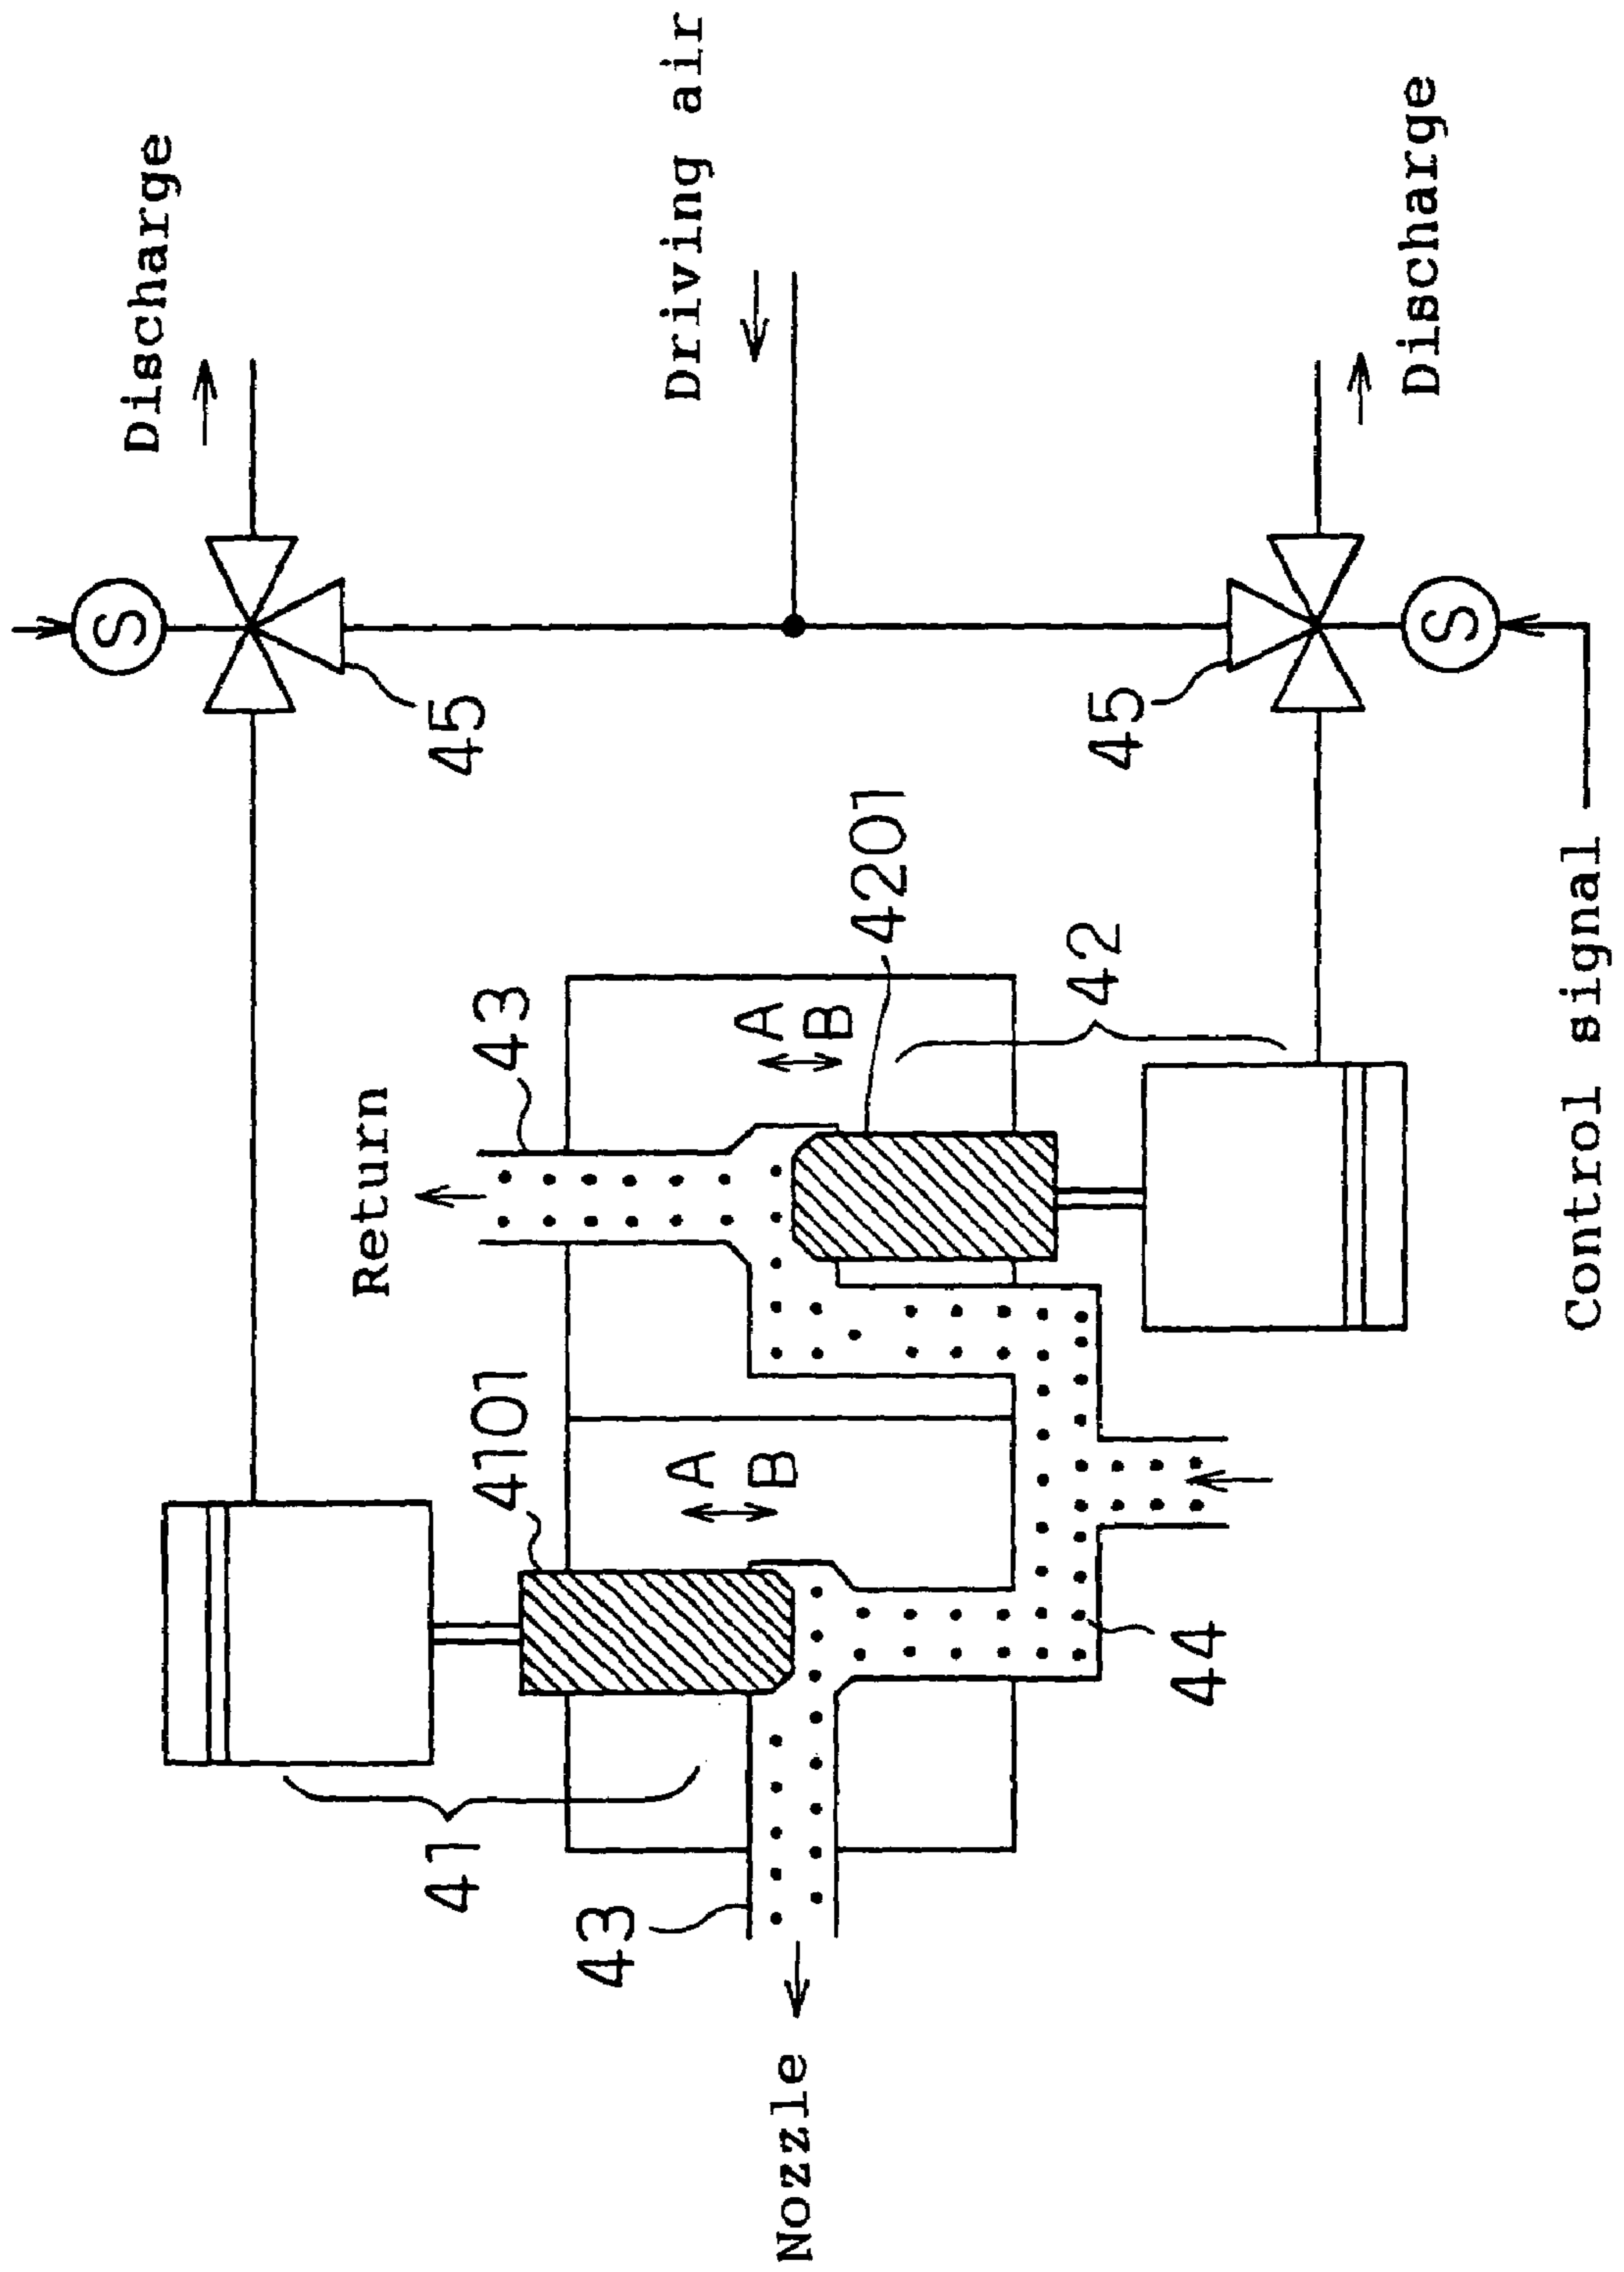 S
Discharge
Return
41
45
4101
43
43
Driving air
A
B
A
B
Nozzle
4201
42
45
44
Discharge
S
Control signal